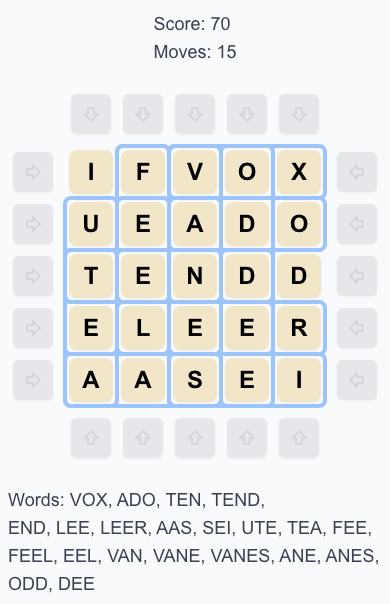 Score: 70
Moves: 15
I F V O X
U E A D O
T E N D D
E L E E R
A A S E I
Words: VOX, ADO, TEN, TEND,
END, LEE, LEER, AAS, SEI, UTE, TEA, FEE,
FEEL, EEL, VAN, VANE, VANES, ANE, ANES,
ODD, DEE